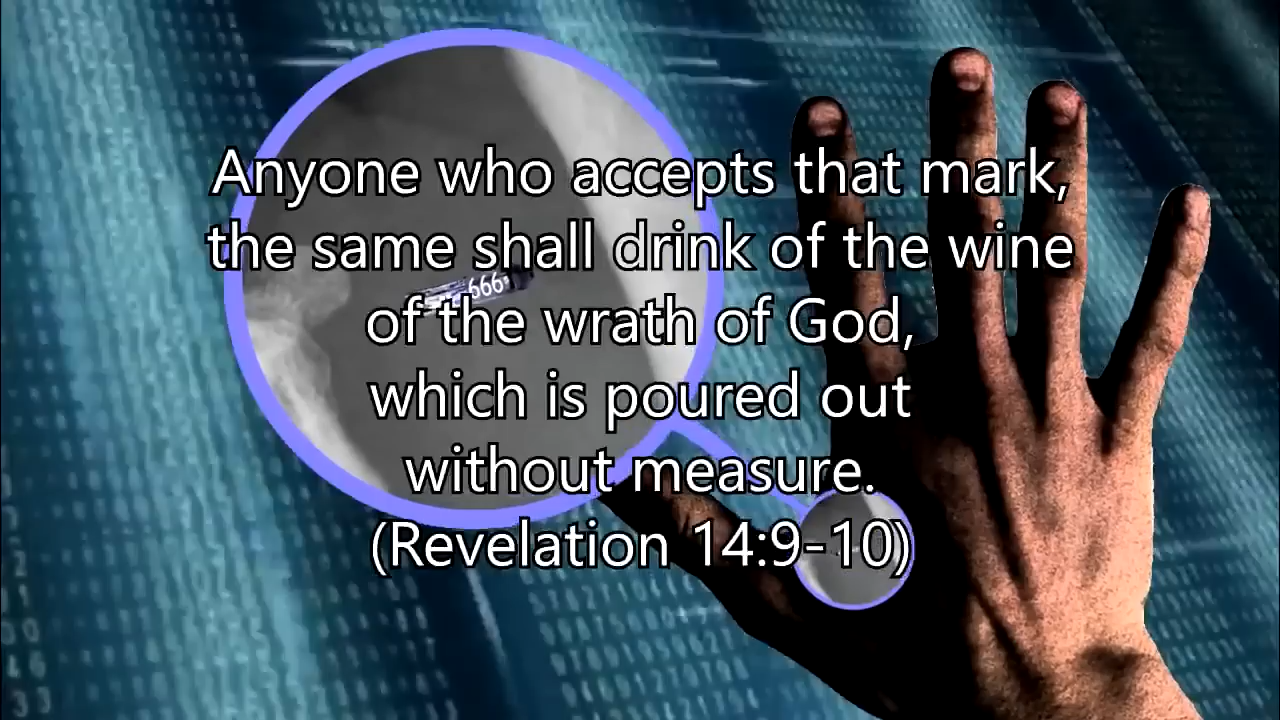 Anyone who accepts that mark,
the same shall drink of the wine
666
of the wrath of God,
which is poured out
without measure.
(Revelation 14:9-10)